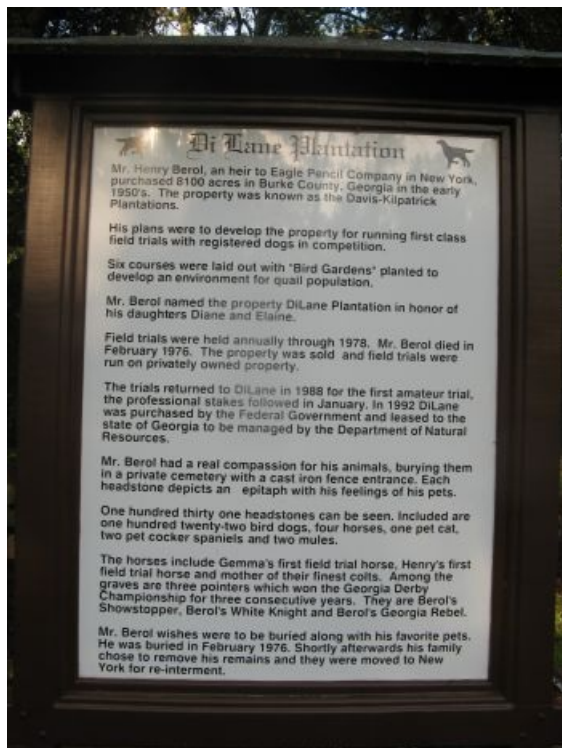 Di Lane Plantation
Mr. Henry Berol, an heir to Eagle Pencil Company in New York,
purchased 8100 acres in Burke County, Georgia in the early
1950's. The property was known as the Davis-Kilpatrick
Plantations.
His plans were to develop the property for running first class
field trials with registered dogs in competition.
Six courses were laid out with "Bird Gardens" planted to
develop an environment for quail population.
Mr. Berol named the property DiLane Plantation in honor of
his daughters Diane and Elaine.
Field trials were held annually through 1978. Mr. Berol died in
February 1976. The property was sold and field trials were
run on privately owned property.
The trials returned to DiLane in 1988 for the first amateur trial,
the professional stakes followed in January. In 1992 DiLane
was purchased by the Federal Government and leased to the
state of Georgia to be managed by the Department of Natural
Resources.
Mr. Berol had a real compassion for his animals, burying them
in a private cemetery with a cast iron fence entrance. Each
headstone depicts an epitaph with his feelings of his pets.
One hundred thirty one headstones can be seen. Included are
one hundred twenty-two bird dogs, four horses, one pet cat,
two pet cocker spaniels and two mules.
The horses include Gemma's first field trial horse, Henry's first
field trial horse and mother of their finest colts. Among the
graves are three pointers which won the Georgia Derby
Championship for three consecutive years. They are Berol's
Showstopper, Berol's White Knight and Berol's Georgia Rebel.
Mr. Berol wishes were to be buried along with his favorite pets.
He was buried in February 1976. Shortly afterwards his family
chose to remove his remains and they were moved to New
York for re-interment.